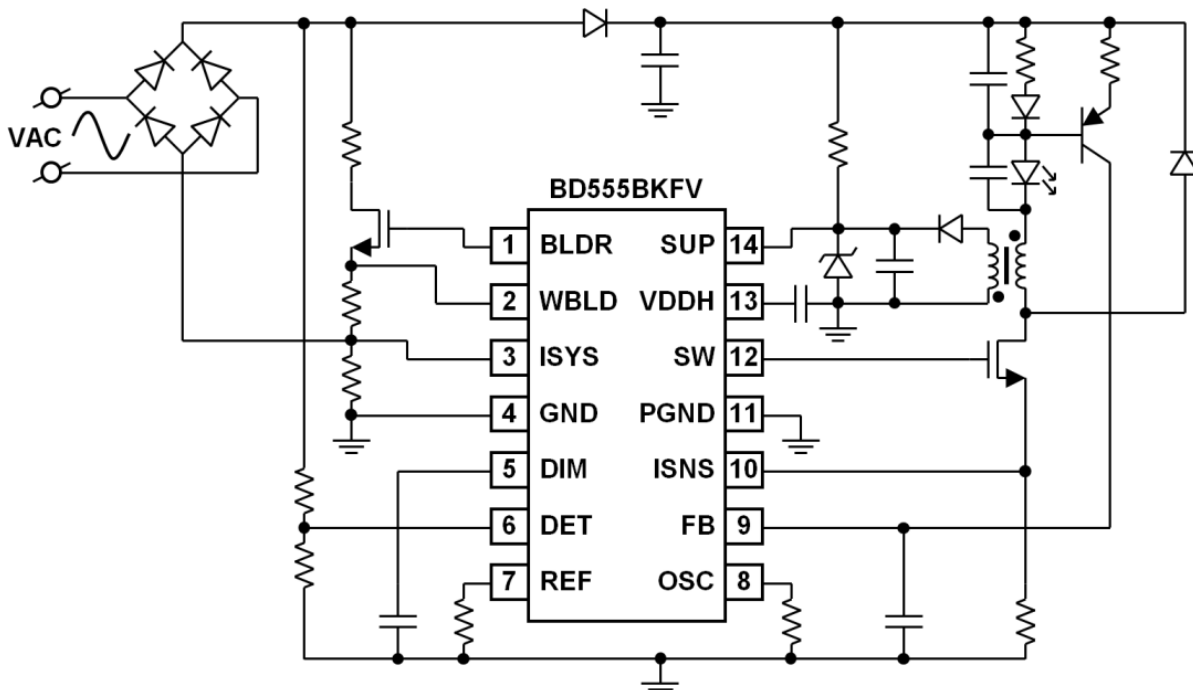 VAC
BD555BKFV
1 BLDR SUP 14
2 WBLD VDDH 13
3 ISYS SW 12
4 GND PGND 11
5 DIM ISNS 10
6 DET FB 9
7 REF OSC 8